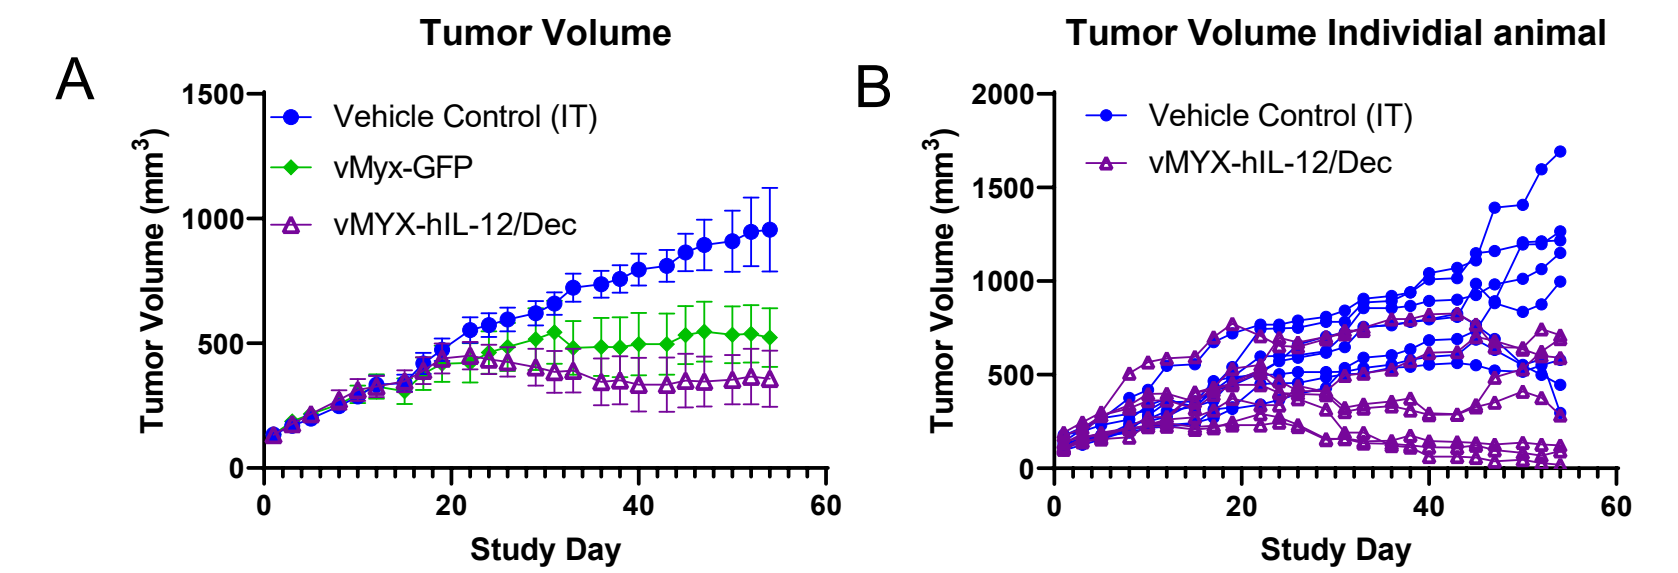 Tumor Volume
A
1500
1000
500
0
Tumor Volume (mm3)
Vehicle Control (IT)
vMyx-GFP
vMYX-hIL-12/Dec
0 20 40 60
Study Day
Tumor Volume Individial animal
B
2000
1500
1000
500
0
Tumor Volume (mm3)
Vehicle Control (IT)
vMYX-hIL-12/Dec
0 20 40 60
Study Day